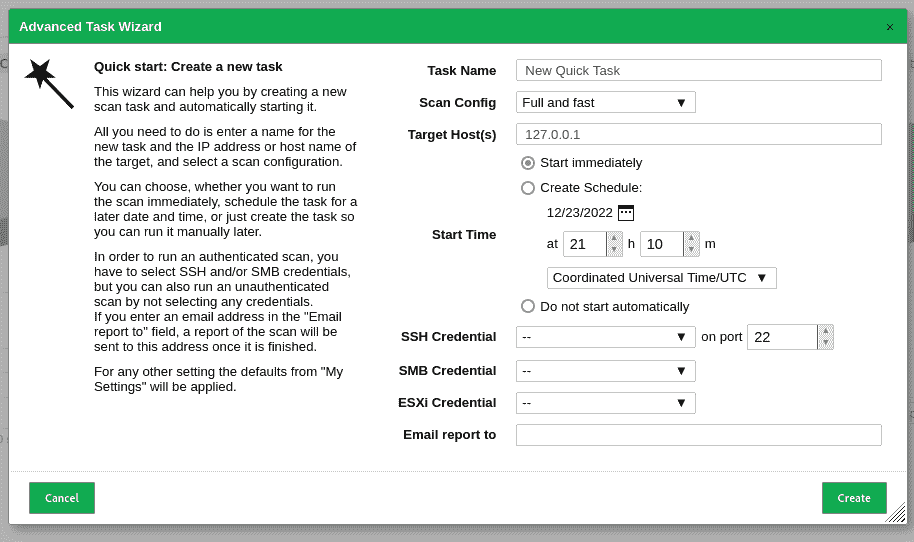 Advanced Task Wizard
×
Quick start: Create a new task
This wizard can help you by creating a new
scan task and automatically starting it.
All you need to do is enter a name for the
new task and the IP address or host name of
the target, and select a scan configuration.
You can choose, whether you want to run
the scan immediately, schedule the task for a
later date and time, or just create the task so
you can run it manually later.
In order to run an authenticated scan, you
have to select SSH and/or SMB credentials,
but you can also run an unauthenticated
scan by not selecting any credentials.
If you enter an email address in the "Email
report to" field, a report of the scan will be
sent to this address once it is finished.
For any other setting the defaults from "My
Settings" will be applied.
Task Name New Quick Task
Scan Config Full and fast ▼
Target Host(s) 127.0.0.1
Start immediately
Create Schedule:
12/23/2022
Start Time at 21 h 10 m
Coordinated Universal Time/UTC ▼
Do not start automatically
SSH Credential -- ▼ on port 22
SMB Credential -- ▼
ESXi Credential -- ▼
Email report to
Cancel Create